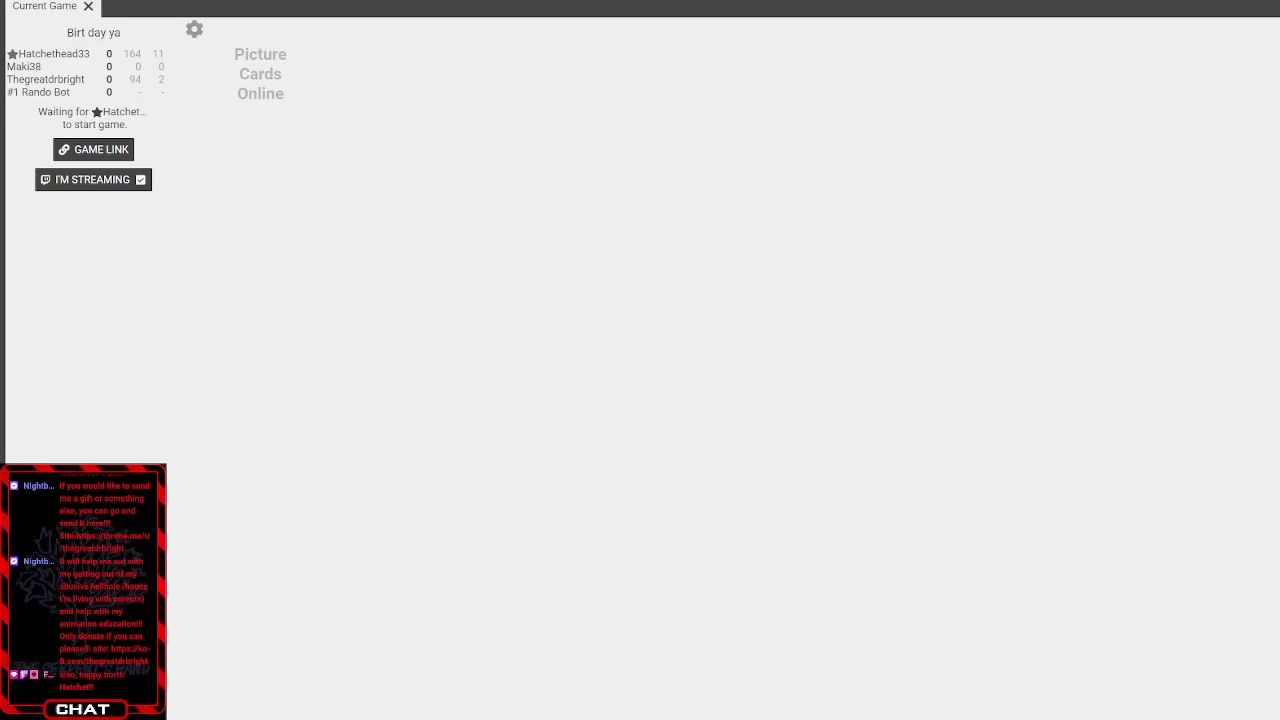 Current Game
Birt day ya
Hatchethead33 0 164 11
Maki38 0 0 0
Thegreatdrbright 0 94 2
#1 Rando Bot 0 - -
Waiting for ★Hatchet...
to start game.
GAME LINK
I'M STREAMING
Picture
Cards
Online
Nightb... If you would like to send
me a gift or something
else, you can go and
send it here!!!
Site:https://throne.me/u
/thegreatdrbright
Nightb... It will help me out with
me getting out of my
abusive hellhole (house
I'm living with parents)
and help with my
animation education!!!
Only donate if you can
please!!! site: https://ko-
fi.com/thegreatdrbright
F... also, happy borth
Hatchet!!
THE SERPENT'S HAND
CHAT